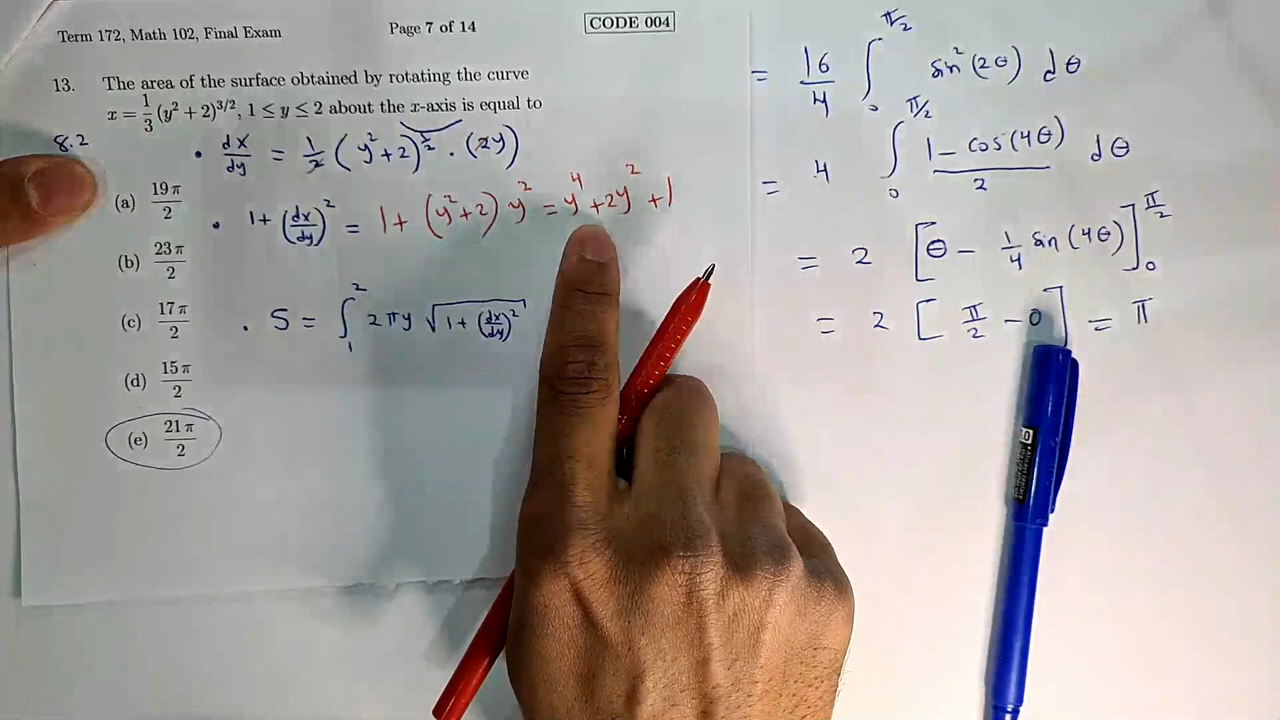 Term 172, Math 102, Final Exam Page 7 of 14 CODE 004
13. The area of the surface obtained by rotating the curve
x = 1/3 (y² + 2)^{3/2}, 1 ≤ y ≤ 2 about the x-axis is equal to
8.2
• dx/dy = 1/2 (y²+2)^{1/2} · (2y)
(a) 19π/2
• 1+(dx/dy)² = 1+ (y²+2) y² = y⁴+2y²+1
(b) 23π/2
(c) 17π/2
• S = ∫₁² 2πy √(1+(dx/dy)²)
(d) 15π/2
(e) 21π/2
= 16/4 ∫₀^{π/2} sin²(2θ) dθ
= 4 ∫₀^{π/2} (1 - cos(4θ))/2 dθ
= 2 [θ - 1/4 sin(4θ)]₀^{π/2}
= 2 [π/2 - 0] = π